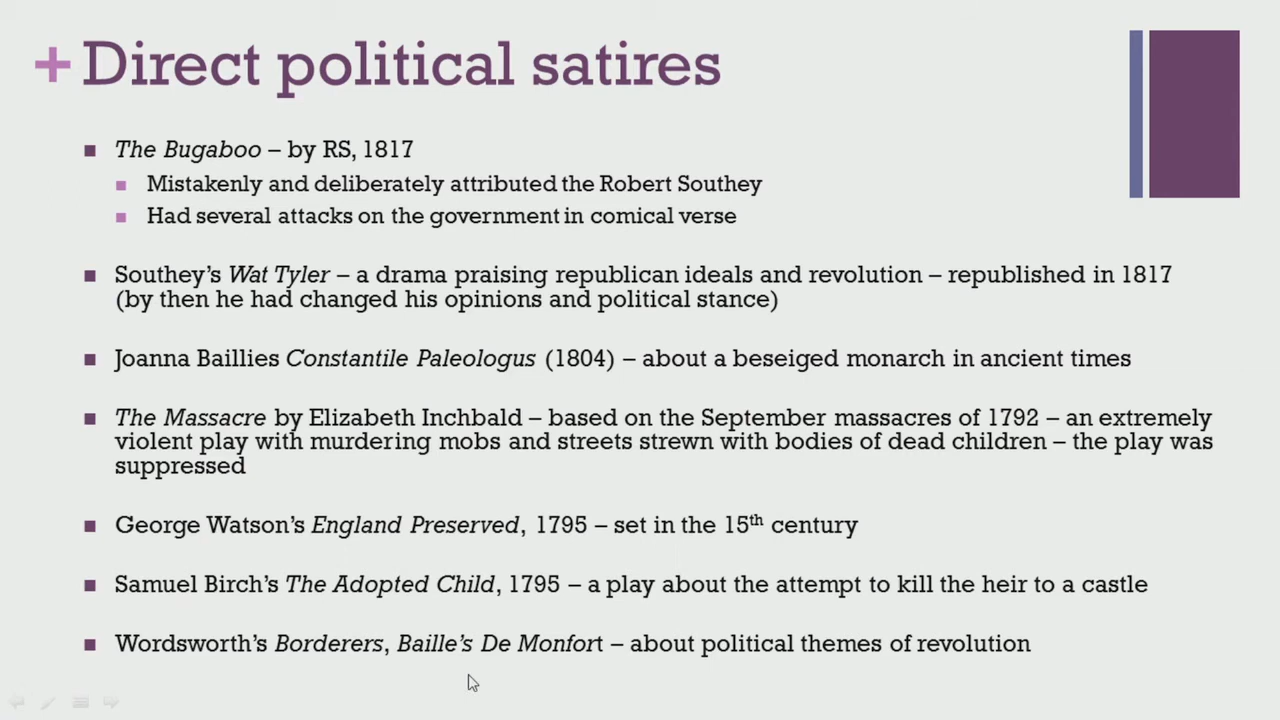 + Direct political satires
■ The Bugaboo – by RS, 1817
■ Mistakenly and deliberately attributed the Robert Southey
■ Had several attacks on the government in comical verse
■ Southey's Wat Tyler – a drama praising republican ideals and revolution – republished in 1817
(by then he had changed his opinions and political stance)
■ Joanna Baillies Constantile Paleologus (1804) – about a beseiged monarch in ancient times
■ The Massacre by Elizabeth Inchbald – based on the September massacres of 1792 – an extremely
violent play with murdering mobs and streets strewn with bodies of dead children – the play was
suppressed
■ George Watson's England Preserved, 1795 – set in the 15th century
■ Samuel Birch's The Adopted Child, 1795 – a play about the attempt to kill the heir to a castle
■ Wordsworth's Borderers, Baille's De Monfort – about political themes of revolution